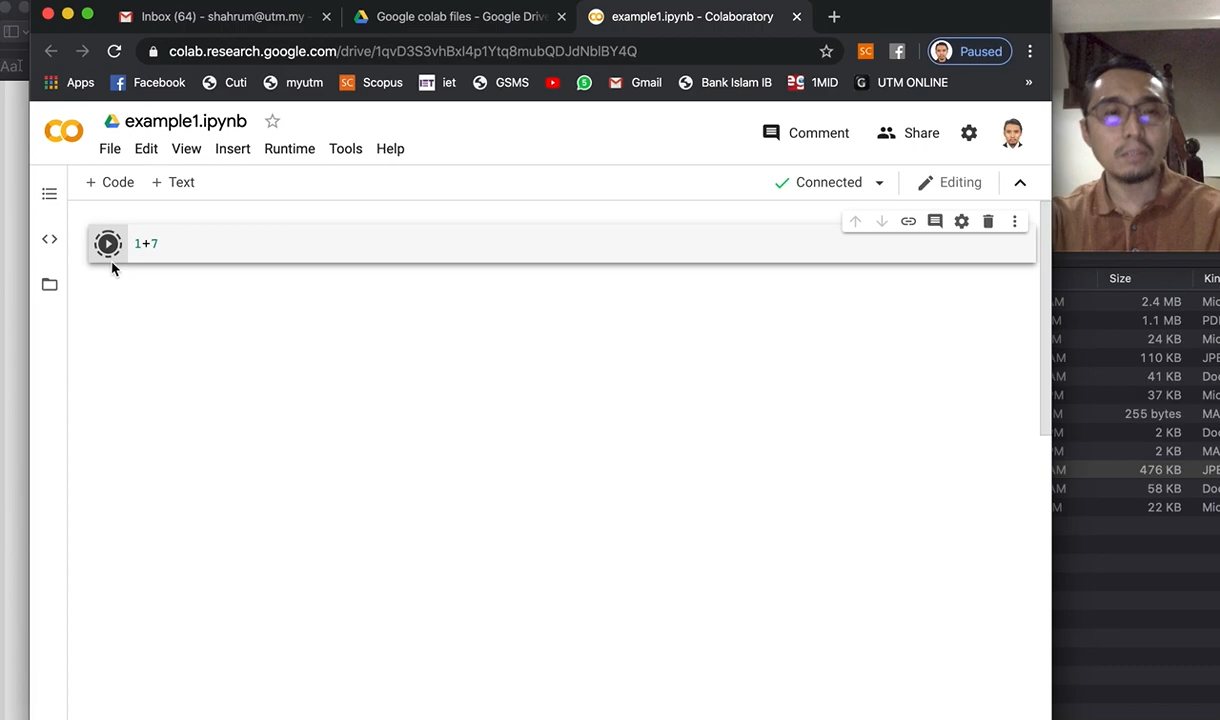 Inbox (64) - shahrum@utm.my -
Google colab files - Google Drive
example1.ipynb - Colaboratory
colab.research.google.com/drive/1qvD3S3vhBxl4p1Ytq8mubQDJdNblBY4Q
SC
Paused
Apps
Facebook
Cuti
myutm
SC Scopus
IET iet
GSMS
Gmail
Bank Islam IB
1MID
G UTM ONLINE
»
CO
example1.ipynb
Comment
Share
File Edit View Insert Runtime Tools Help
+ Code + Text
Connected
Editing
1+7
Size
2.4 MB
1.1 MB
24 KB
110 KB
41 KB
37 KB
255 bytes
2 KB
2 KB
476 KB
58 KB
22 KB